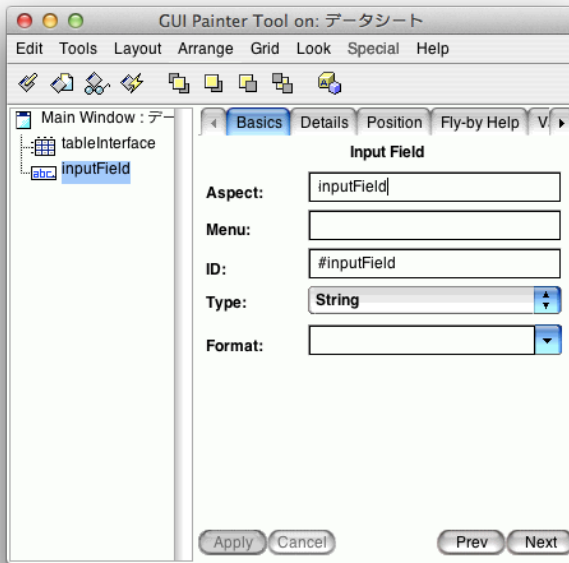 GUI Painter Tool on: データシート
Edit Tools Layout Arrange Grid Look Special Help
Main Window : デー
tableInterface
abc.
inputField
Basics Details Position Fly-by Help V
Input Field
Aspect: inputField
Menu:
ID: #inputField
Type: String
Format:
Apply Cancel Prev Next